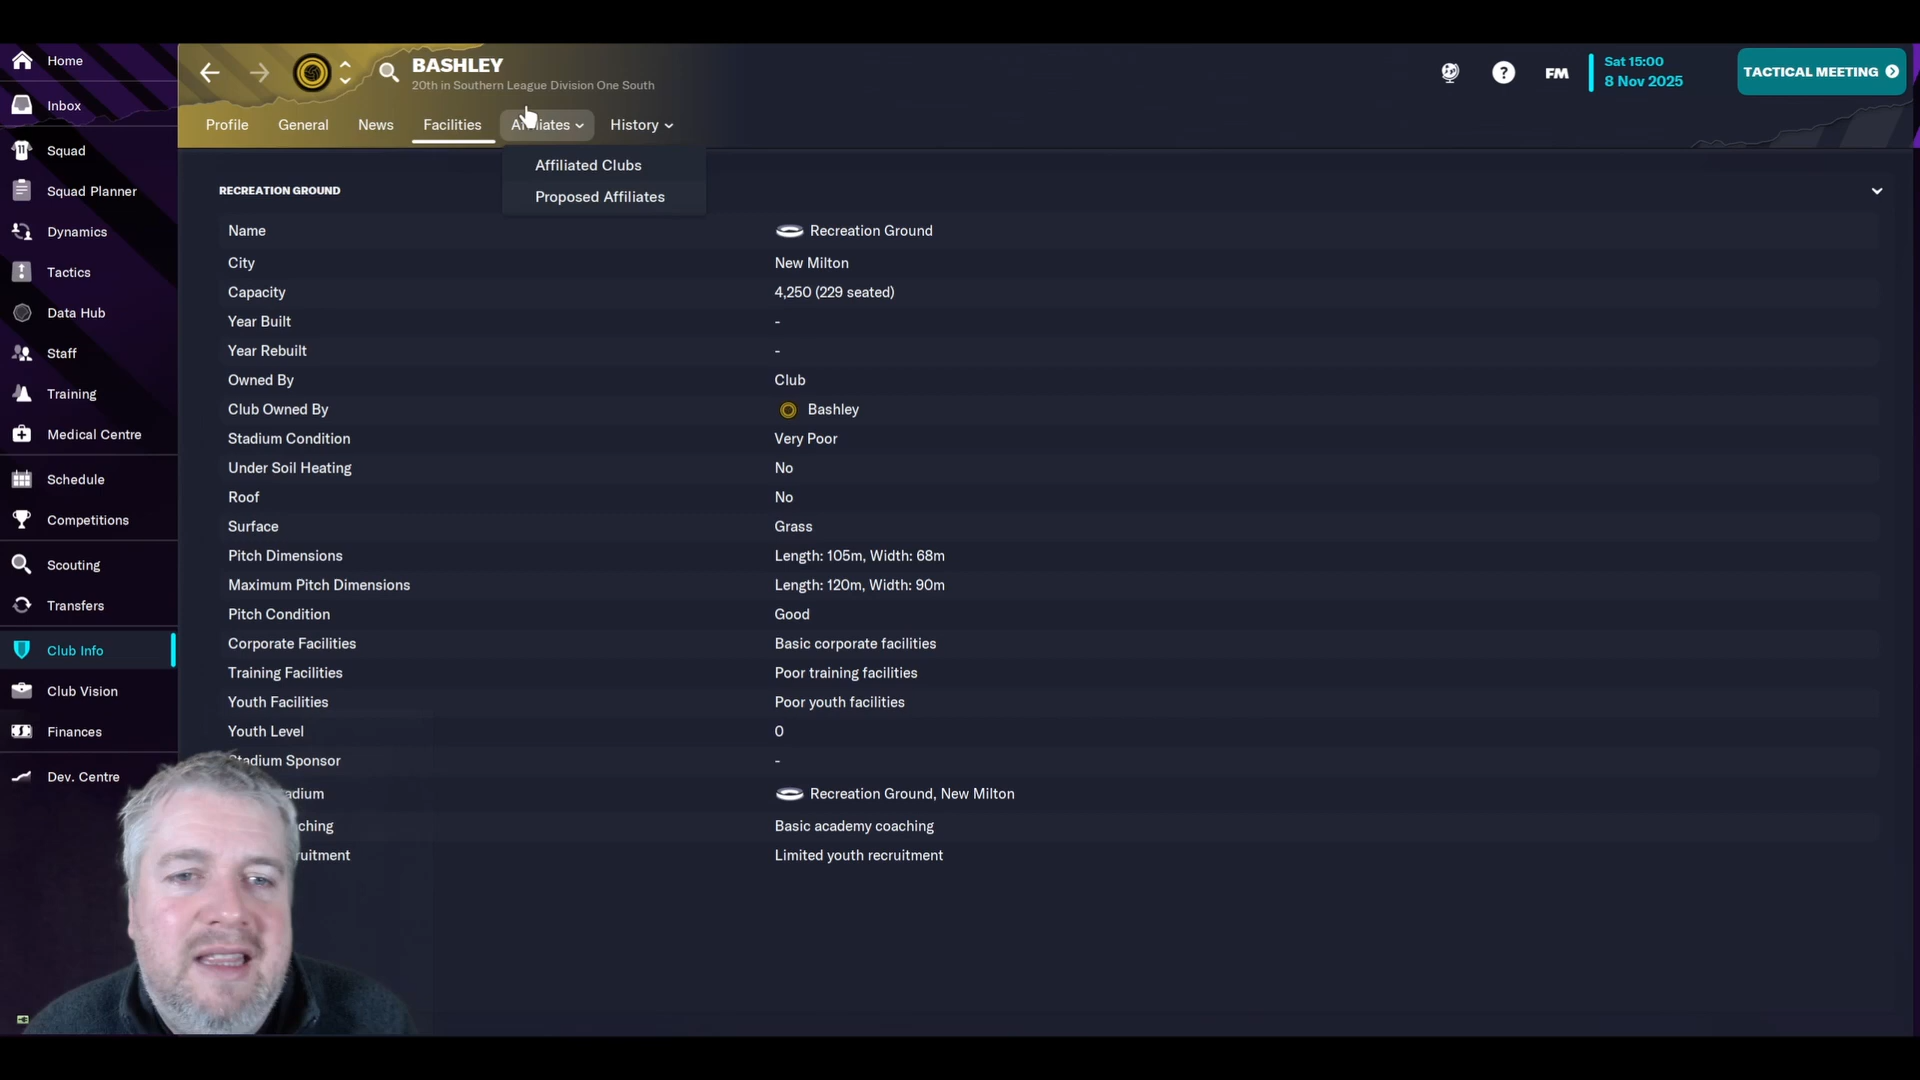 Home
Inbox
Squad
Squad Planner
Dynamics
Tactics
Data Hub
Staff
Training
Medical Centre
Schedule
Competitions
Scouting
Transfers
Club Info
Club Vision
Finances
Dev. Centre
BASHLEY
20th in Southern League Division One South
FM
Sat 15:00
8 Nov 2025
TACTICAL MEETING
Profile General News Facilities Affiliates History
Affiliated Clubs
Proposed Affiliates
RECREATION GROUND
Name Recreation Ground
City New Milton
Capacity 4,250 (229 seated)
Year Built -
Year Rebuilt -
Owned By Club
Club Owned By Bashley
Stadium Condition Very Poor
Under Soil Heating No
Roof No
Surface Grass
Pitch Dimensions Length: 105m, Width: 68m
Maximum Pitch Dimensions Length: 120m, Width: 90m
Pitch Condition Good
Corporate Facilities Basic corporate facilities
Training Facilities Poor training facilities
Youth Facilities Poor youth facilities
Youth Level 0
Stadium Sponsor -
adium Recreation Ground, New Milton
ching Basic academy coaching
ruitment Limited youth recruitment